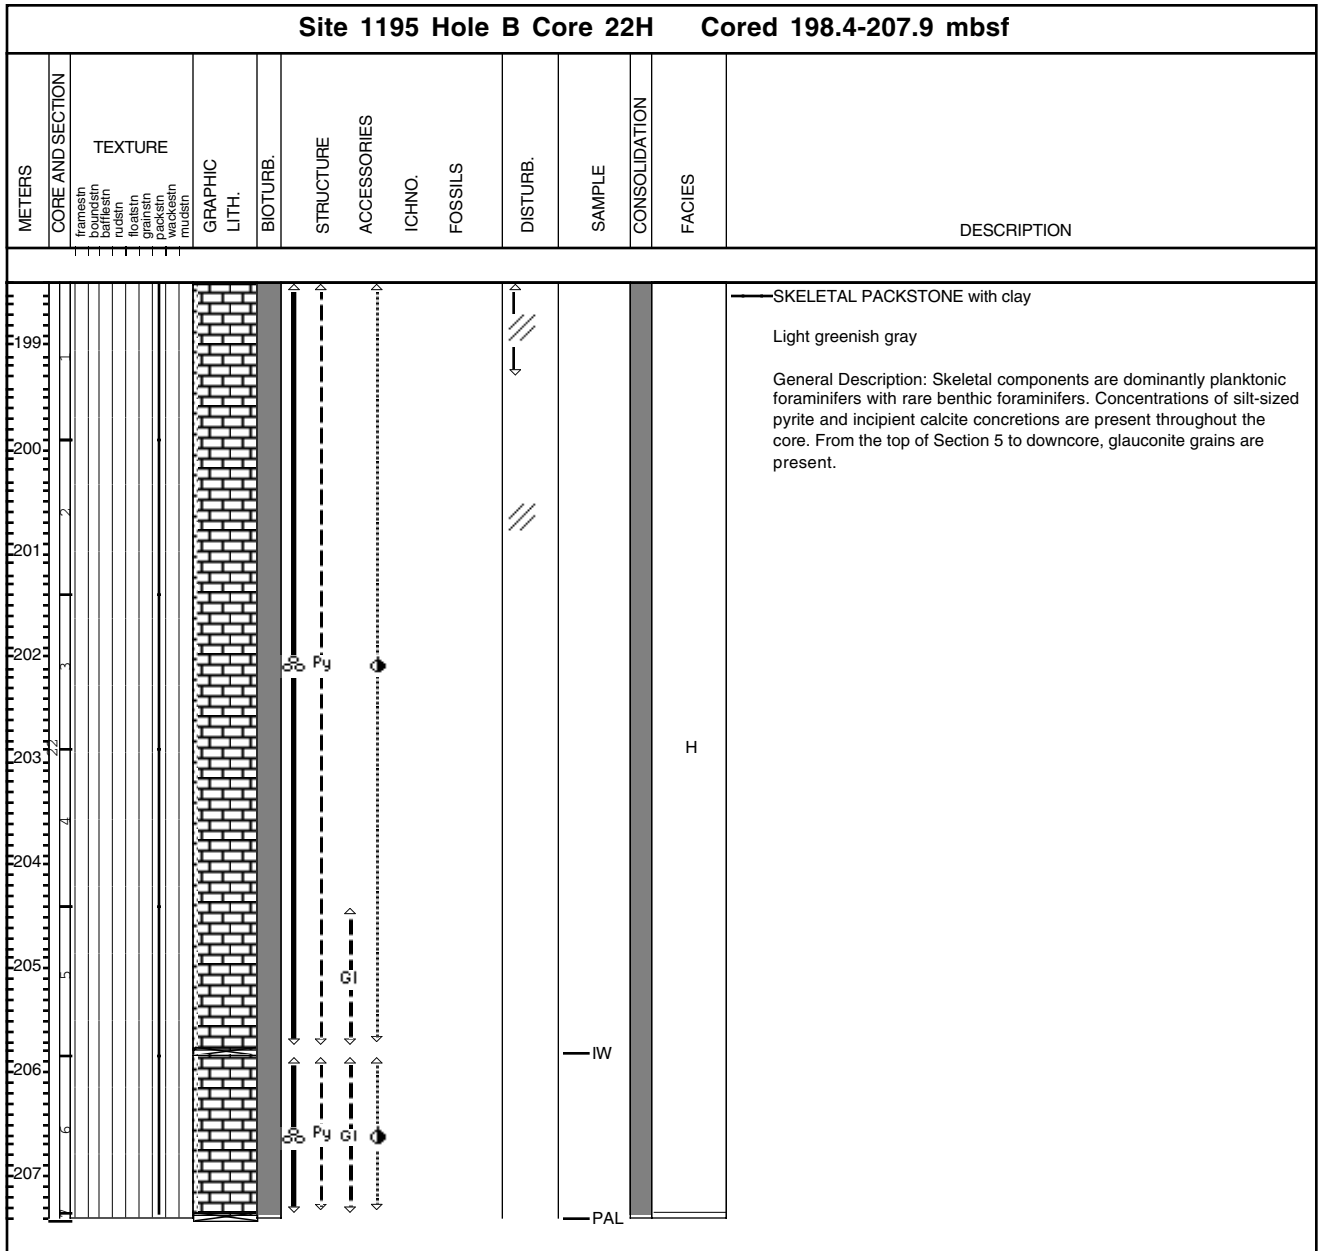 Site 1195 Hole B Core 22H Cored 198.4-207.9 mbsf
METERS
CORE AND SECTION
TEXTURE
framestn
boundstn
bafflestn
rudstn
floatstn
grainstn
packstn
wackestn
mudstn
GRAPHIC
LITH.
BIOTURB.
STRUCTURE
ACCESSORIES
ICHNO.
FOSSILS
DISTURB.
SAMPLE
CONSOLIDATION
FACIES
DESCRIPTION
SKELETAL PACKSTONE with clay
Light greenish gray
General Description: Skeletal components are dominantly planktonic
foraminifers with rare benthic foraminifers. Concentrations of silt-sized
pyrite and incipient calcite concretions are present throughout the
core. From the top of Section 5 to downcore, glauconite grains are
present.
199
1
200
2
201
202
3
Py
203
22
H
4
204
205
5
Gl
IW
206
6
Py Gl
207
7
PAL